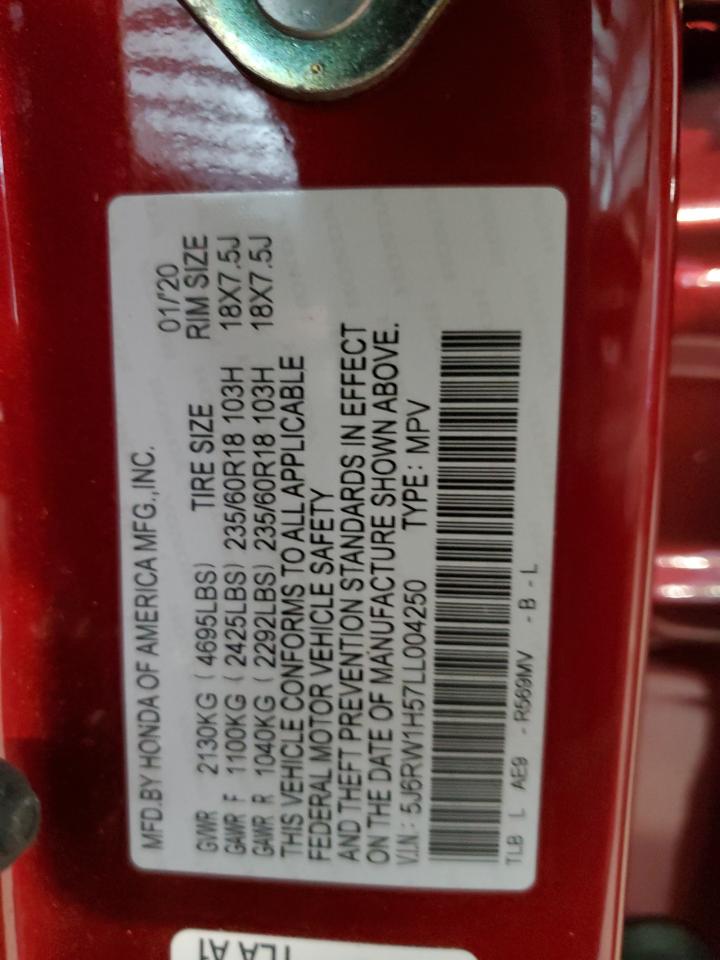 MFD.BY HONDA OF AMERICA MFG.,INC. 01/'20
GVWR 2130KG ( 4695LBS) TIRE SIZE RIM SIZE
GAWR F 1100KG ( 2425LBS) 235/60R18 103H 18X7.5J
GAWR R 1040KG ( 2292LBS) 235/60R18 103H 18X7.5J
THIS VEHICLE CONFORMS TO ALL APPLICABLE
FEDERAL MOTOR VEHICLE SAFETY
AND THEFT PREVENTION STANDARDS IN EFFECT
ON THE DATE OF MANUFACTURE SHOWN ABOVE.
V.I.N.: 5J6RW1H57LL004250 TYPE: MPV
TLB L AE9 - R569MV - B - L